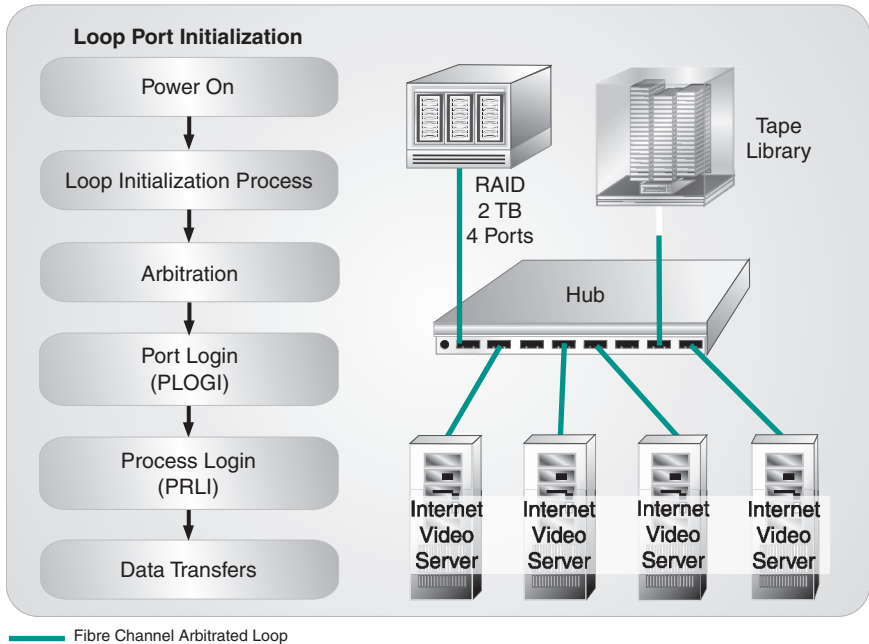 Loop Port Initialization
Power On
Loop Initialization Process
Arbitration
Port Login
(PLOGI)
Process Login
(PRLI)
Data Transfers
RAID
2 TB
4 Ports
Tape
Library
Hub
Internet
Video
Server
Internet
Video
Server
Internet
Video
Server
Internet
Video
Server
Fibre Channel Arbitrated Loop